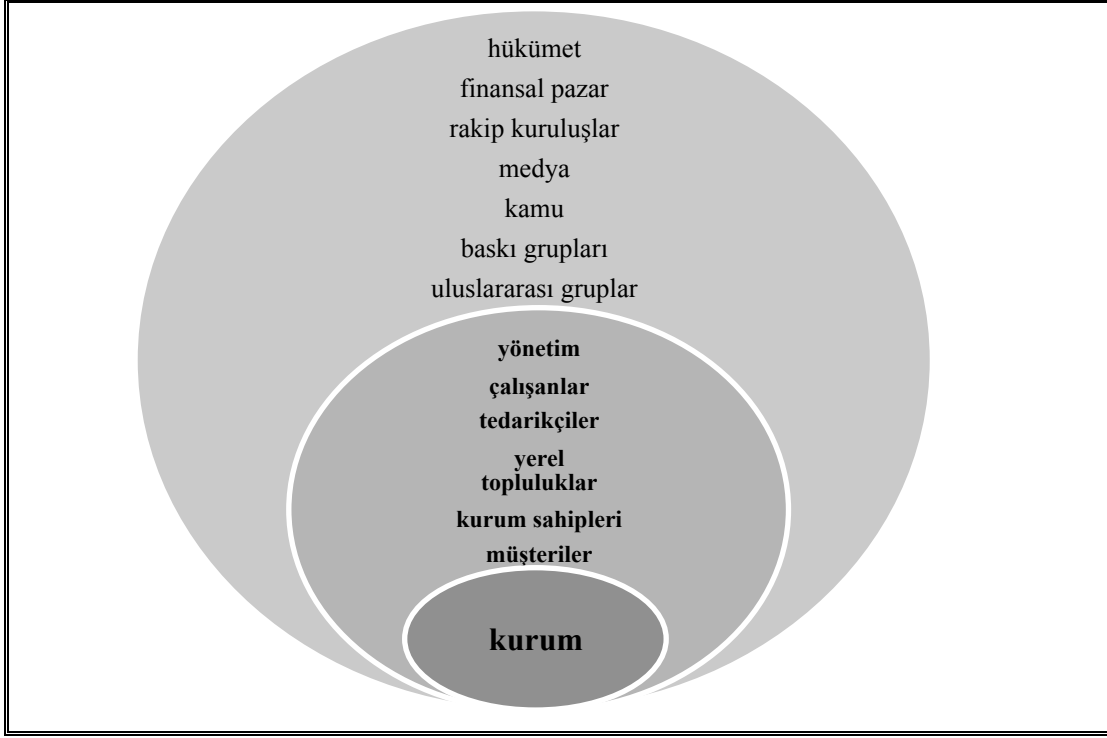 hükümet
finansal pazar
rakip kuruluşlar
medya
kamu
baskı grupları
uluslararası gruplar
yönetim
çalışanlar
tedarikçiler
yerel
topluluklar
kurum sahipleri
müşteriler
kurum